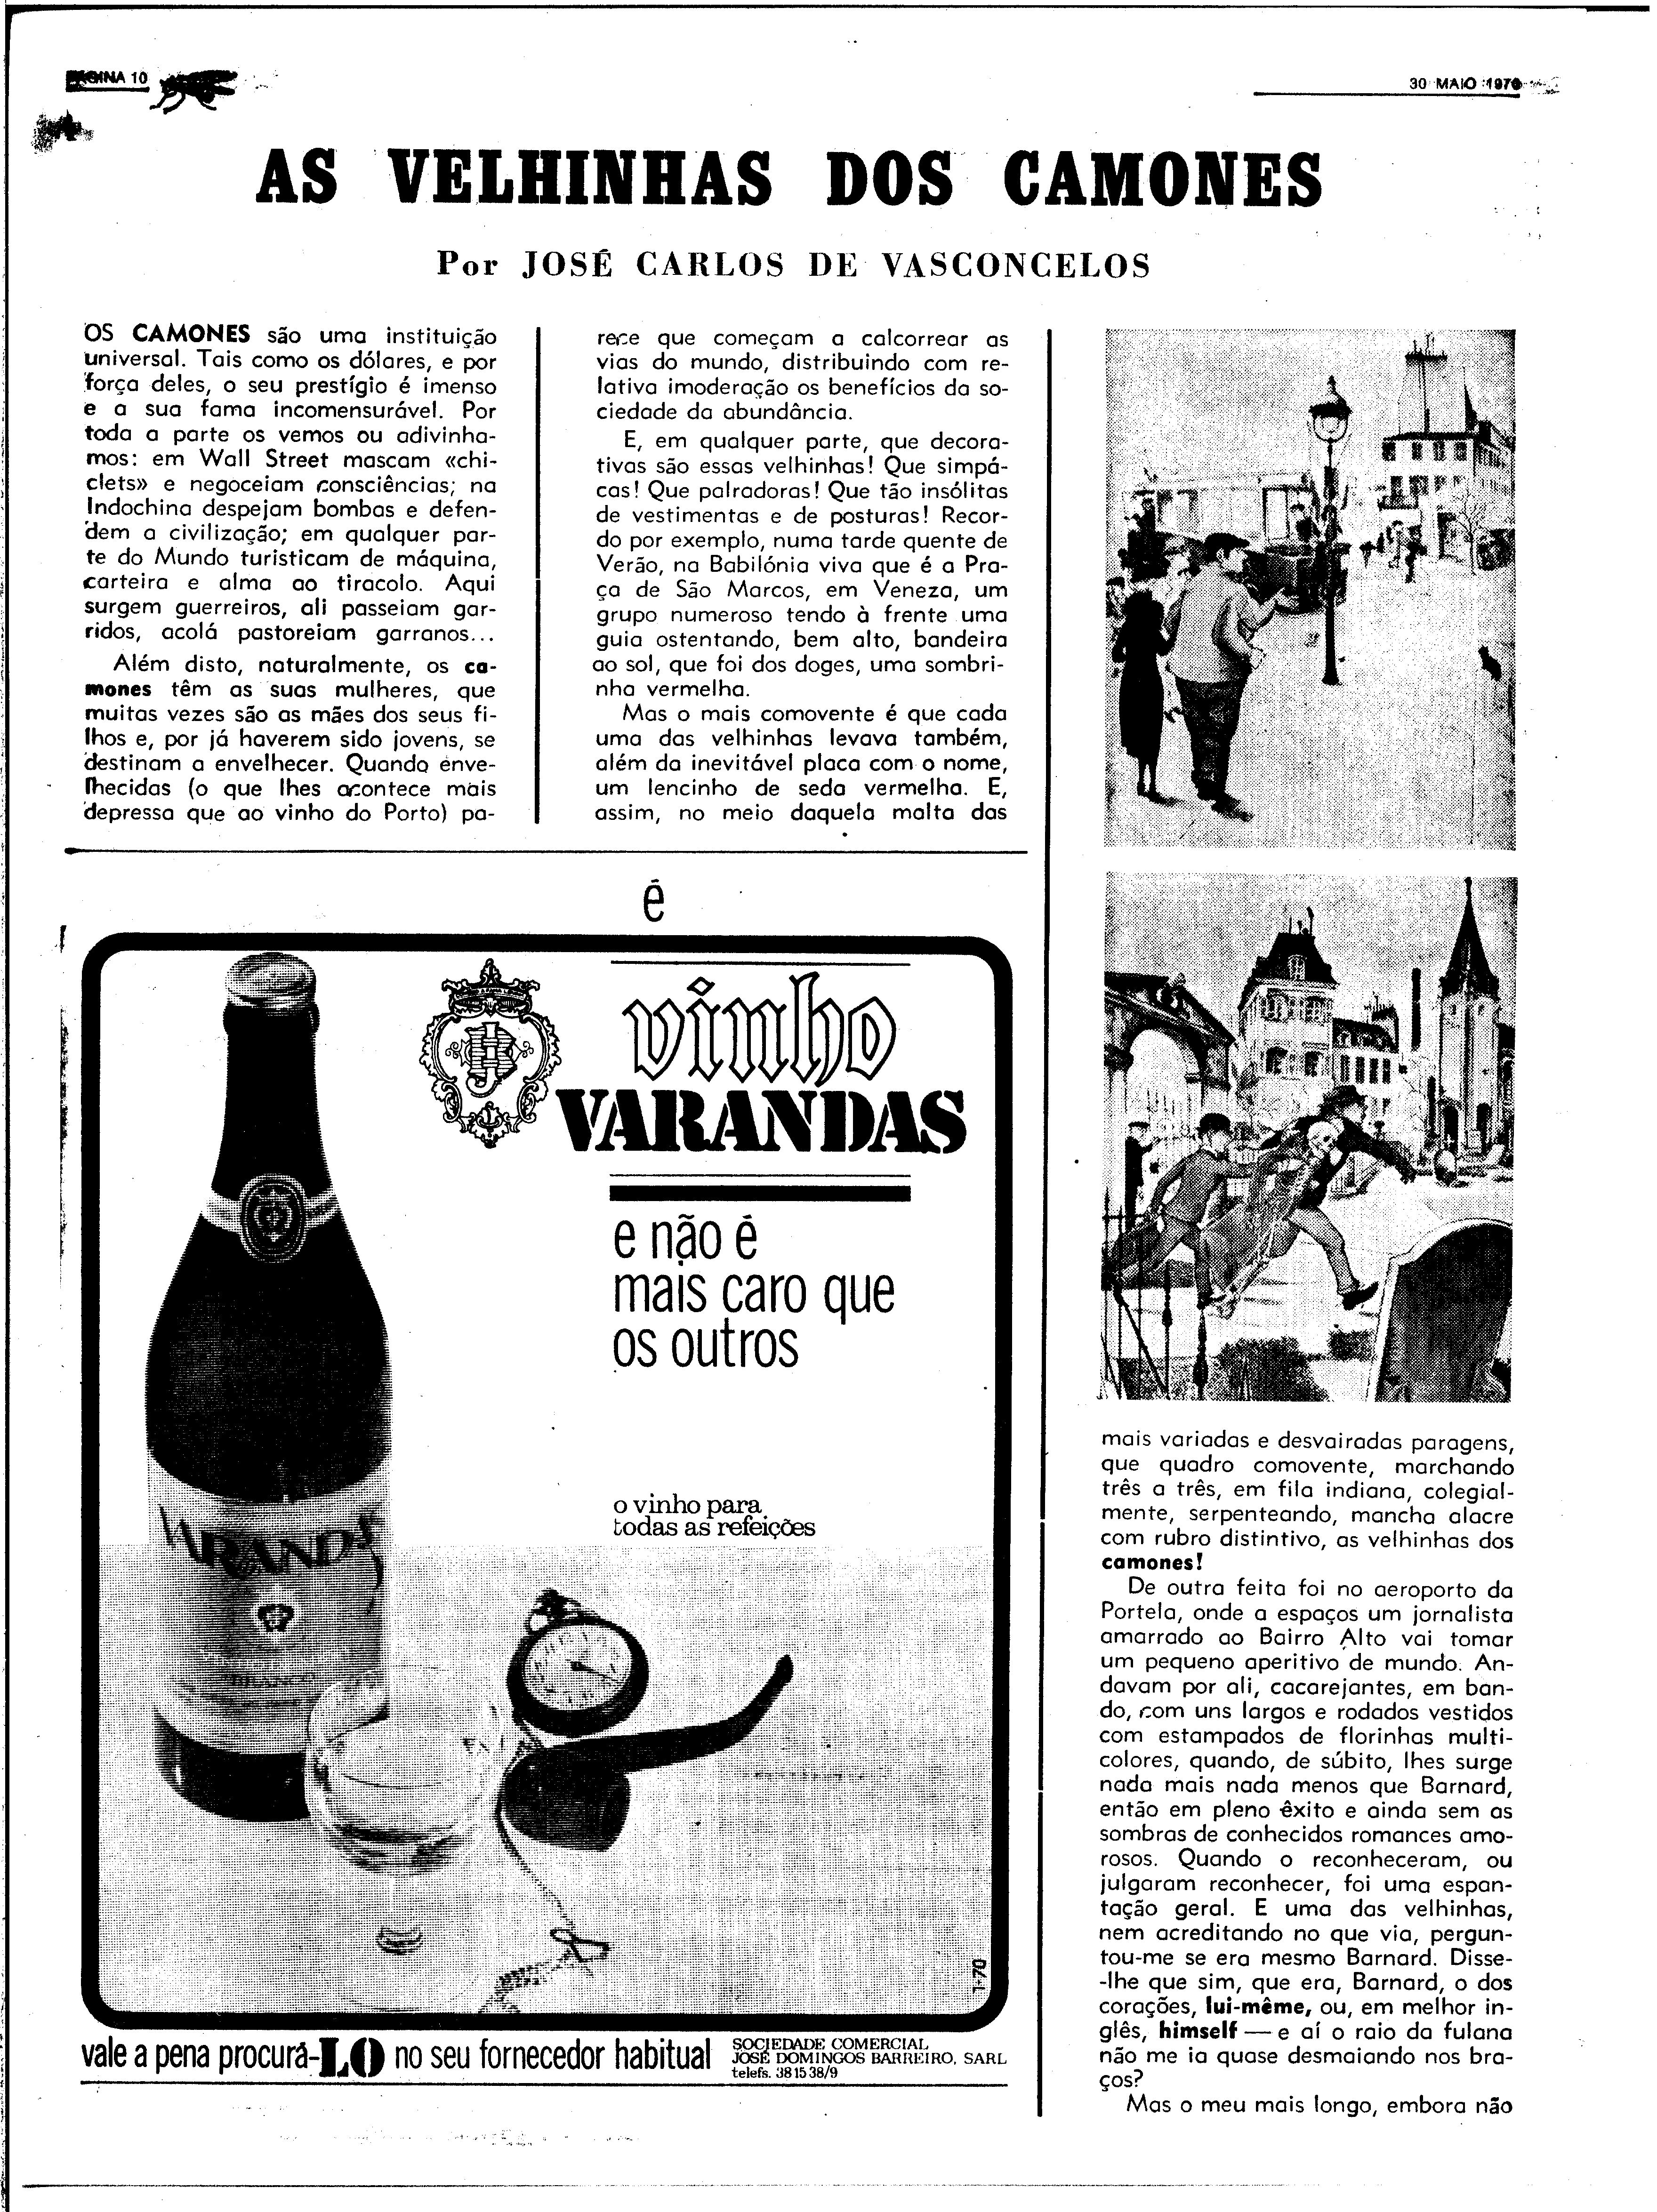 PÁGINA 10
30 MAIO 1970
AS VELHINHAS DOS CAMONES
Por JOSÉ CARLOS DE VASCONCELOS
OS CAMONES são uma instituição
universal. Tais como os dólares, e por
força deles, o seu prestígio é imenso
e a sua fama incomensurável. Por
toda a parte os vemos ou adivinha-
mos: em Wall Street mascam «chi-
clets» e negoceiam consciências; na
Indochina despejam bombas e defen-
dem a civilização; em qualquer par-
te do Mundo turisticam de máquina,
carteira e alma ao tiracolo. Aqui
surgem guerreiros, ali passeiam gar-
ridos, acolá pastoreiam garranos...
Além disto, naturalmente, os ca-
mones têm as suas mulheres, que
muitas vezes são as mães dos seus fi-
lhos e, por já haverem sido jovens, se
destinam a envelhecer. Quando enve-
lhecidas (o que lhes acontece mais
depressa que ao vinho do Porto) pa-
rece que começam a calcorrear as
vias do mundo, distribuindo com re-
lativa imoderação os benefícios da so-
ciedade da abundância.
E, em qualquer parte, que decora-
tivas são essas velhinhas! Que simpá-
cas! Que palradoras! Que tão insólitas
de vestimentas e de posturas! Recor-
do por exemplo, numa tarde quente de
Verão, na Babilónia viva que é a Pra-
ça de São Marcos, em Veneza, um
grupo numeroso tendo à frente uma
guia ostentando, bem alto, bandeira
ao sol, que foi dos doges, uma sombri-
nha vermelha.
Mas o mais comovente é que cada
uma das velhinhas levava também,
além da inevitável placa com o nome,
um lencinho de seda vermelha. E,
assim, no meio daquela malta das
mais variadas e desvairadas paragens,
que quadro comovente, marchando
três a três, em fila indiana, colegial-
mente, serpenteando, mancha alacre
com rubro distintivo, as velhinhas dos
camones!
De outra feita foi no aeroporto da
Portela, onde a espaços um jornalista
amarrado ao Bairro Alto vai tomar
um pequeno aperitivo de mundo. An-
davam por ali, cacarejantes, em ban-
do, com uns largos e rodados vestidos
com estampados de florinhas multi-
colores, quando, de súbito, lhes surge
nada mais nada menos que Barnard,
então em pleno êxito e ainda sem as
sombras de conhecidos romances amo-
rosos. Quando o reconheceram, ou
julgaram reconhecer, foi uma espan-
tação geral. E uma das velhinhas,
nem acreditando no que via, pergun-
tou-me se era mesmo Barnard. Disse-
-lhe que sim, que era, Barnard, o dos
corações, lui-même, ou, em melhor in-
glês, himself — e aí o raio da fulana
não me ia quase desmaiando nos bra-
ços?
Mas o meu mais longo, embora não
é
vinho
VARANDAS
e não é
mais caro que
os outros
o vinho para
todas as refeições
VARANDAS
BRANCO
1-70
vale a pena procurá-LO no seu fornecedor habitual
SOCIEDADE COMERCIAL
JOSÉ DOMINGOS BARREIRO, SARL
telefs. 38 15 38/9